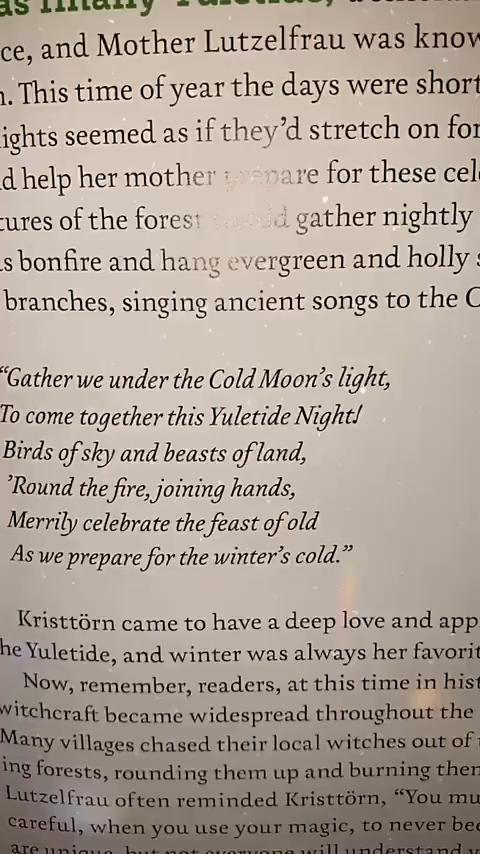 as finally Yuletide,
ce, and Mother Lutzelfrau was know
n. This time of year the days were short
ights seemed as if they’d stretch on for
d help her mother prepare for these cel
tures of the forest would gather nightly
s bonfire and hang evergreen and holly s
branches, singing ancient songs to the C
“Gather we under the Cold Moon’s light,
To come together this Yuletide Night!
Birds of sky and beasts of land,
’Round the fire, joining hands,
Merrily celebrate the feast of old
As we prepare for the winter’s cold.”
Kristtörn came to have a deep love and app
he Yuletide, and winter was always her favorit
Now, remember, readers, at this time in hist
witchcraft became widespread throughout the
Many villages chased their local witches out of
ing forests, rounding them up and burning them
Lutzelfrau often reminded Kristtörn, “You mu
careful, when you use your magic, to never bee
are unique, but not everyone will understand y